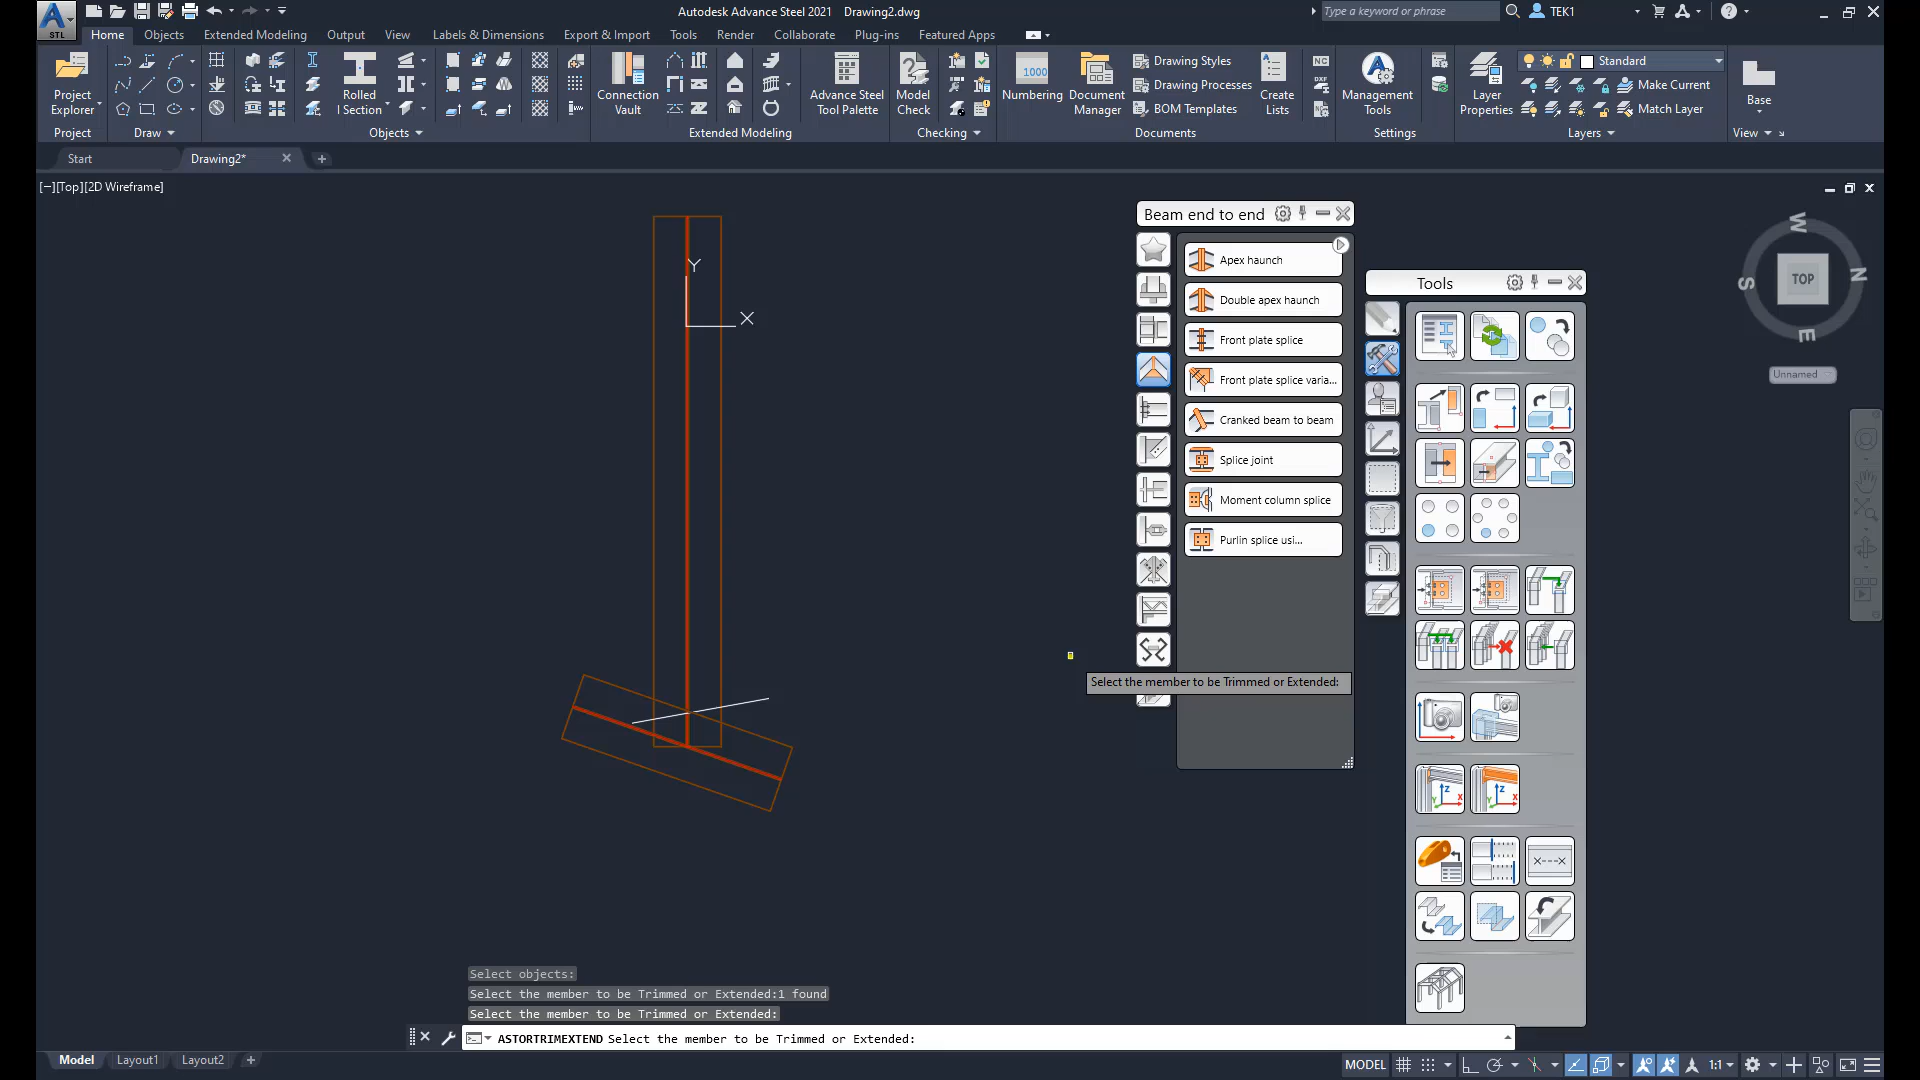 Autodesk Advance Steel 2021 Drawing2.dwg
Type a keyword or phrase
TEK1
STL
Home Objects Extended Modeling Output View Labels & Dimensions Export & Import Tools Render Collaborate Plug-ins Featured Apps
Project Explorer
Rolled I Section
Connection Vault
Advance Steel Tool Palette
Model Check
1000
Numbering
Document Manager
Drawing Styles
Drawing Processes
BOM Templates
Create Lists
NC
DXF
NC
Management Tools
Layer Properties
Standard
Make Current
Match Layer
Base
Project Draw Objects Extended Modeling Checking Documents Settings Layers View
Start Drawing2*
[−][Top][2D Wireframe]
Y
X
Beam end to end
Apex haunch
Double apex haunch
Front plate splice
Front plate splice varia...
Cranked beam to beam
Splice joint
Moment column splice
Purlin splice usi...
Tools
W
N
S
E
TOP
Unnamed
Select the member to be Trimmed or Extended:
Select objects:
Select the member to be Trimmed or Extended:1 found
Select the member to be Trimmed or Extended:
ASTORTRIMEXTEND Select the member to be Trimmed or Extended:
Model Layout1 Layout2
MODEL 1:1